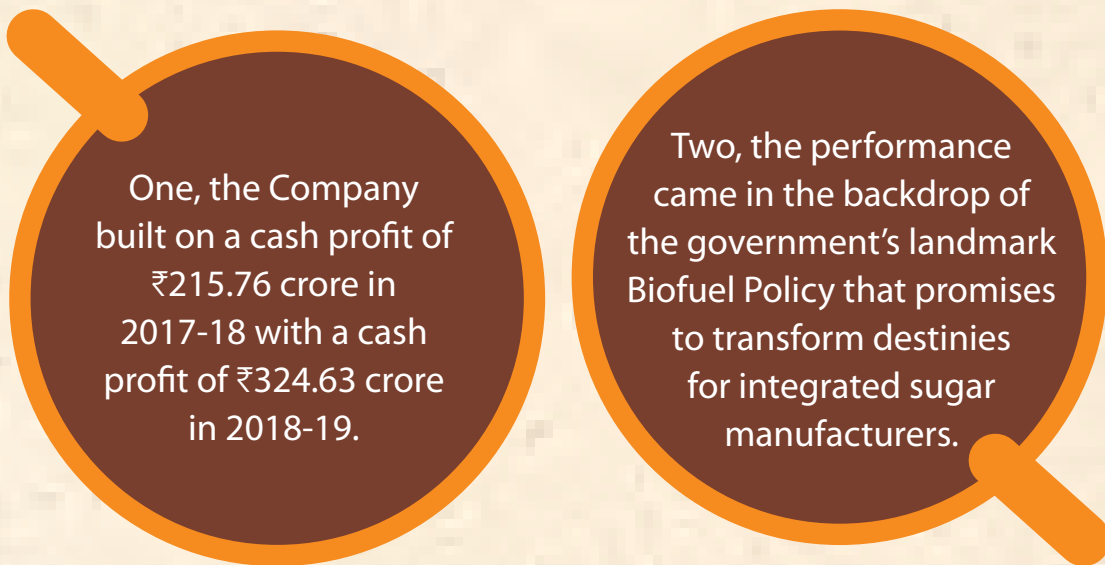 One, the Company
built on a cash profit of
₹215.76 crore in
2017-18 with a cash
profit of ₹324.63 crore
in 2018-19.
Two, the performance
came in the backdrop of
the government’s landmark
Biofuel Policy that promises
to transform destinies
for integrated sugar
manufacturers.